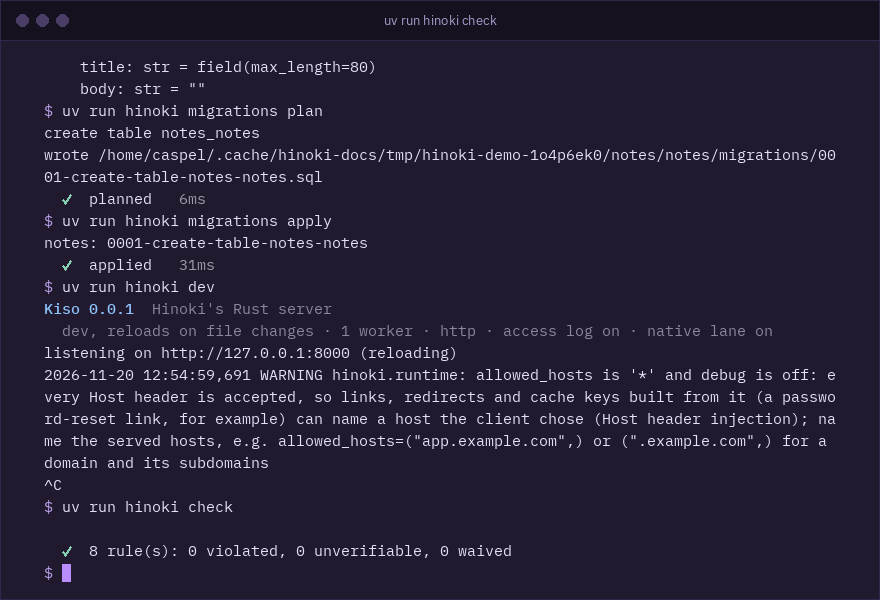 uv run hinoki check
    title: str = field(max_length=80)
    body: str = ""
$ uv run hinoki migrations plan
create table notes_notes
wrote /home/caspel/.cache/hinoki-docs/tmp/hinoki-demo-1o4p6ek0/notes/notes/migrations/00
01-create-table-notes-notes.sql
  ✓  planned   6ms
$ uv run hinoki migrations apply
notes: 0001-create-table-notes-notes
  ✓  applied   31ms
$ uv run hinoki dev
Kiso 0.0.1  Hinoki's Rust server
  dev, reloads on file changes · 1 worker · http · access log on · native lane on
listening on http://127.0.0.1:8000 (reloading)
2026-11-20 12:54:59,691 WARNING hinoki.runtime: allowed_hosts is '*' and debug is off: e
very Host header is accepted, so links, redirects and cache keys built from it (a passwo
rd-reset link, for example) can name a host the client chose (Host header injection); na
me the served hosts, e.g. allowed_hosts=("app.example.com",) or (".example.com",) for a
domain and its subdomains
^C
$ uv run hinoki check
  ✓  8 rule(s): 0 violated, 0 unverifiable, 0 waived
$